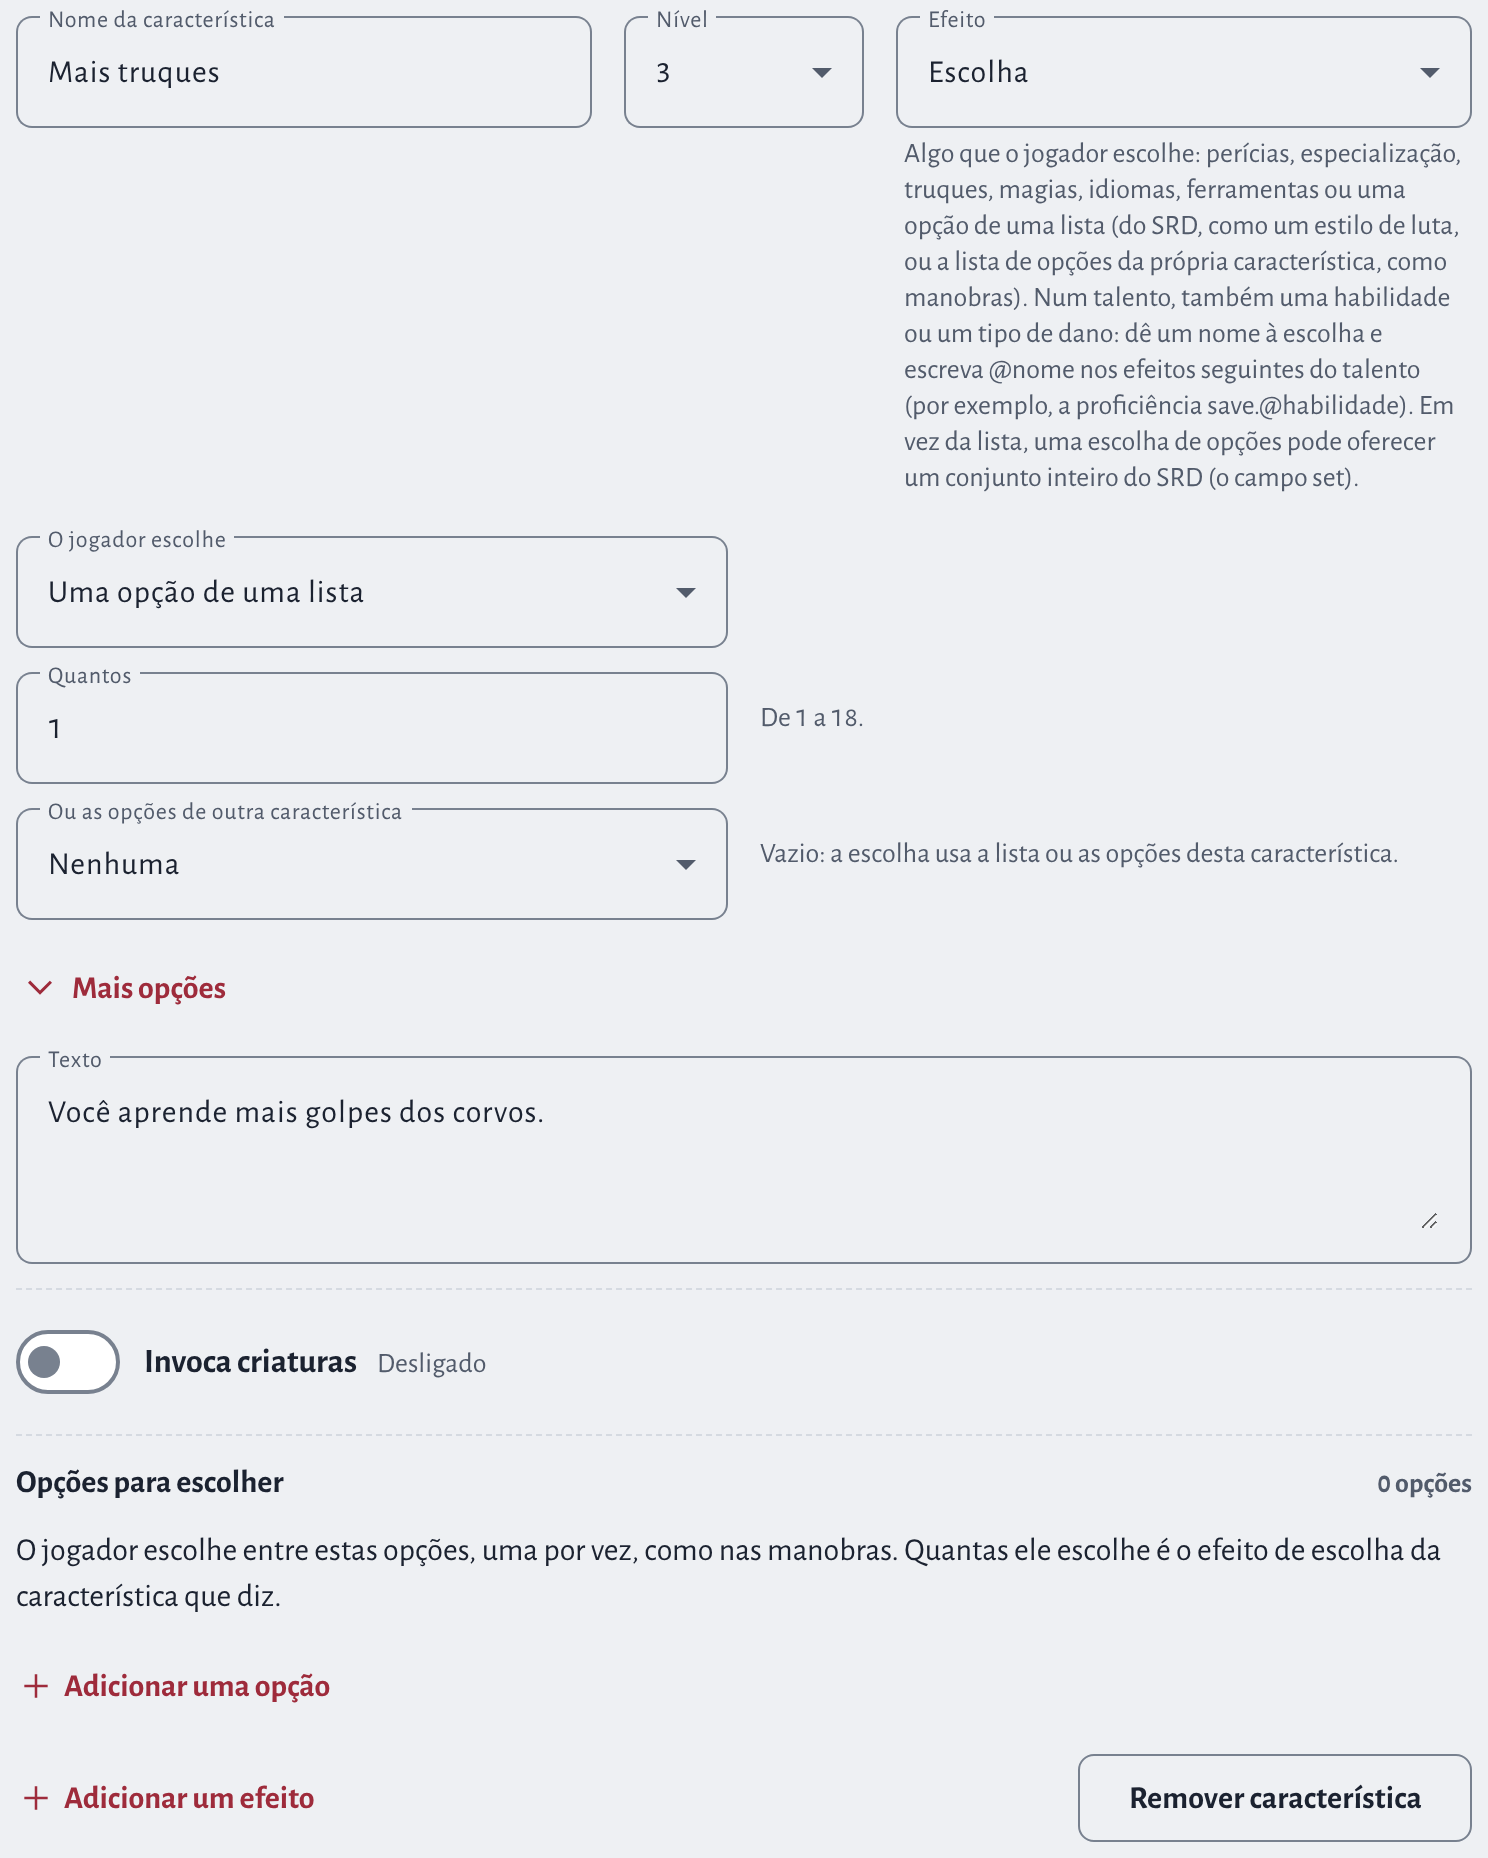 Nome da característica
Mais truques
Nível
3
Efeito
Escolha
Algo que o jogador escolhe: perícias, especialização,
truques, magias, idiomas, ferramentas ou uma
opção de uma lista (do SRD, como um estilo de luta,
ou a lista de opções da própria característica, como
manobras). Num talento, também uma habilidade
ou um tipo de dano: dê um nome à escolha e
escreva @nome nos efeitos seguintes do talento
(por exemplo, a proficiência save.@habilidade). Em
vez da lista, uma escolha de opções pode oferecer
um conjunto inteiro do SRD (o campo set).
O jogador escolhe
Uma opção de uma lista
Quantos
1
De 1 a 18.
Ou as opções de outra característica
Nenhuma
Vazio: a escolha usa a lista ou as opções desta característica.
Mais opções
Texto
Você aprende mais golpes dos corvos.
Invoca criaturas Desligado
Opções para escolher
0 opções
O jogador escolhe entre estas opções, uma por vez, como nas manobras. Quantas ele escolhe é o efeito de escolha da
característica que diz.
Adicionar uma opção
Adicionar um efeito
Remover característica